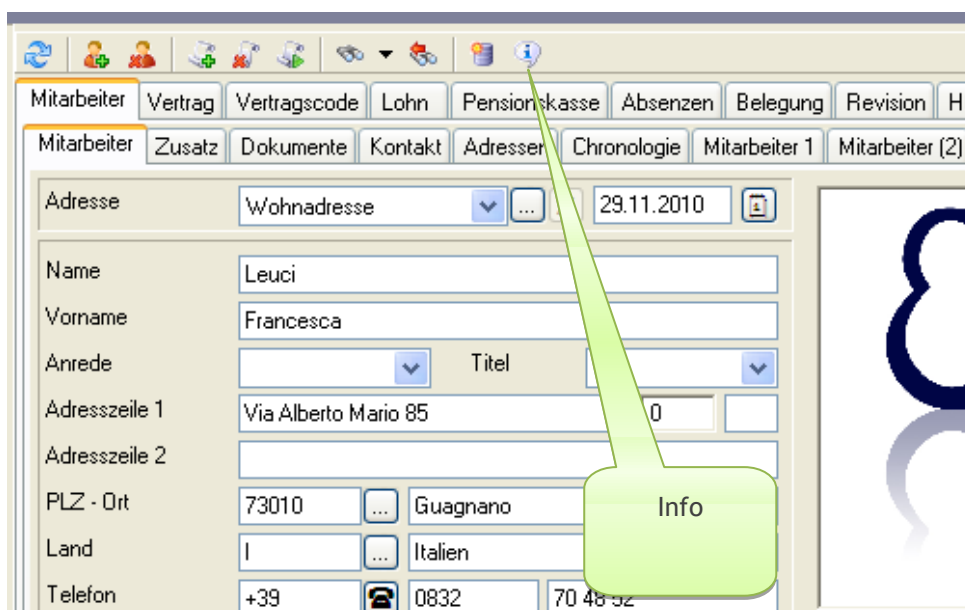 Mitarbeiter Vertrag Vertragscode Lohn Pensionskasse Absenzen Belegung Revision H
Mitarbeiter Zusatz Dokumente Kontakt Adressen Chronologie Mitarbeiter 1 Mitarbeiter (2)
Adresse Wohnadresse ... 29.11.2010
Name Leuci
Vorname Francesca
Anrede Titel
Adresszeile 1 Via Alberto Mario 85 0
Adresszeile 2
PLZ - Ort 73010 ... Guagnano
Info
Land I ... Italien
Telefon +39 0832 70 48 52